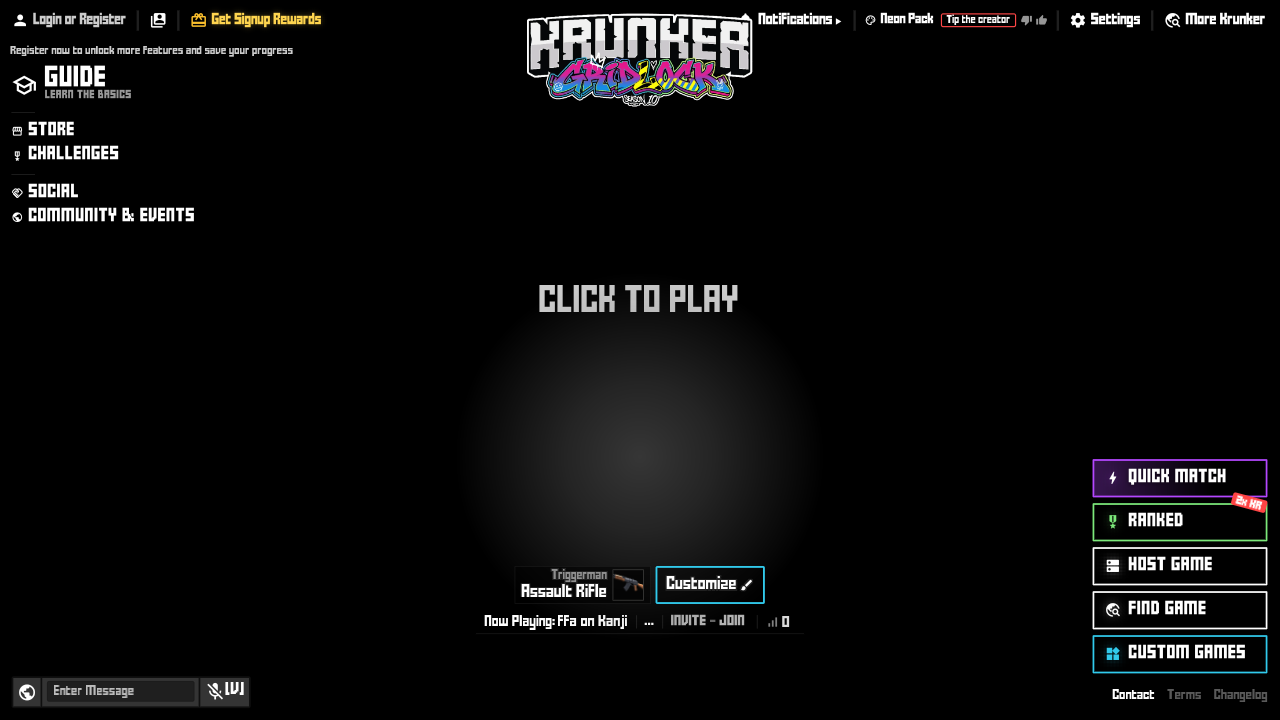 Login or Register
Get Signup Rewards
KRUNKER
GRIDLOCK
SEASON 10
Notifications ▸
Neon Pack
Tip the creator
Settings
More Krunker
Register now to unlock more features and save your progress
GUIDE
LEARN THE BASICS
STORE
CHALLENGES
SOCIAL
COMMUNITY & EVENTS
CLICK TO PLAY
QUICK MATCH
2x KR
RANKED
HOST GAME
FIND GAME
CUSTOM GAMES
Triggerman
Assault Rifle
Customize
Now Playing: FFA on Kanji
...
INVITE - JOIN
0
Enter Message
[V]
Contact
Terms
Changelog